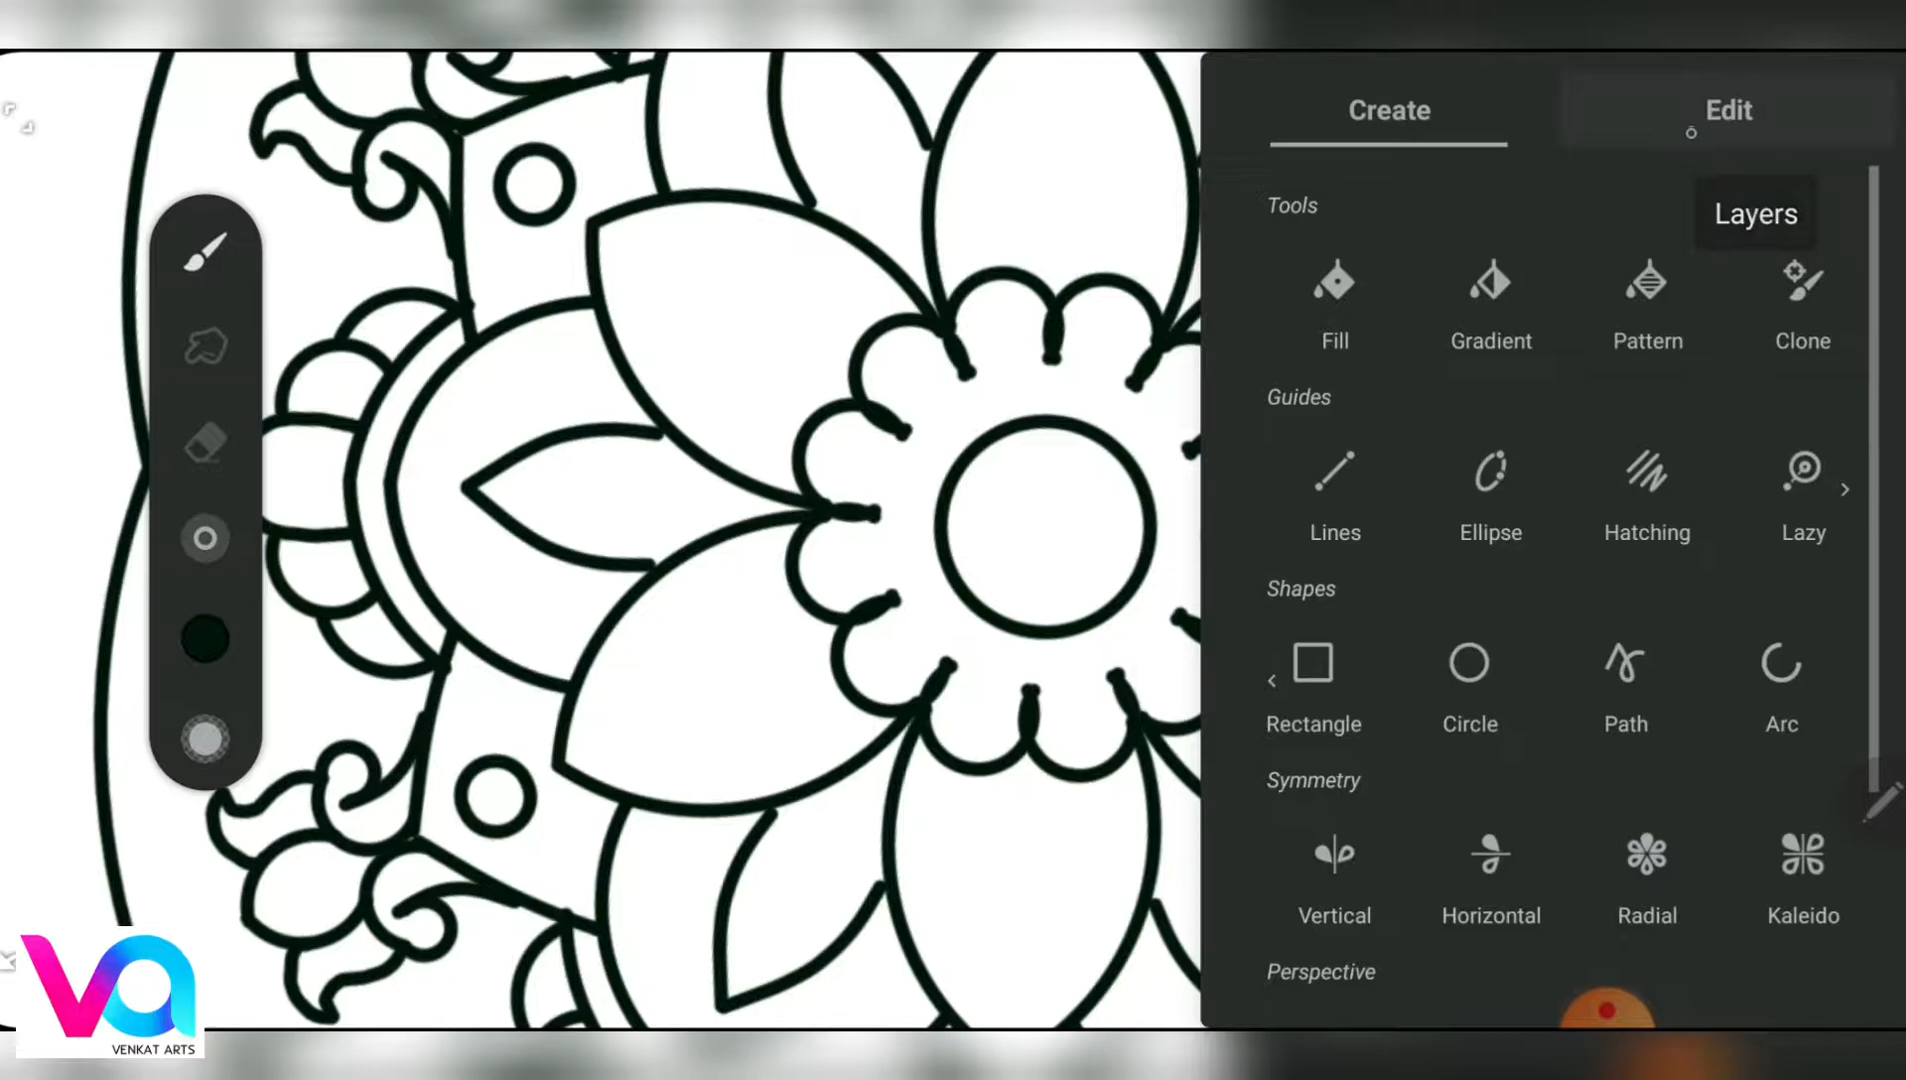 Create
Edit
Tools
Layers
Fill
Gradient
Pattern
Clone
Guides
Lines
Ellipse
Hatching
Lazy
Shapes
Rectangle
Circle
Path
Arc
Symmetry
Vertical
Horizontal
Radial
Kaleido
Perspective
va
VENKAT ARTS